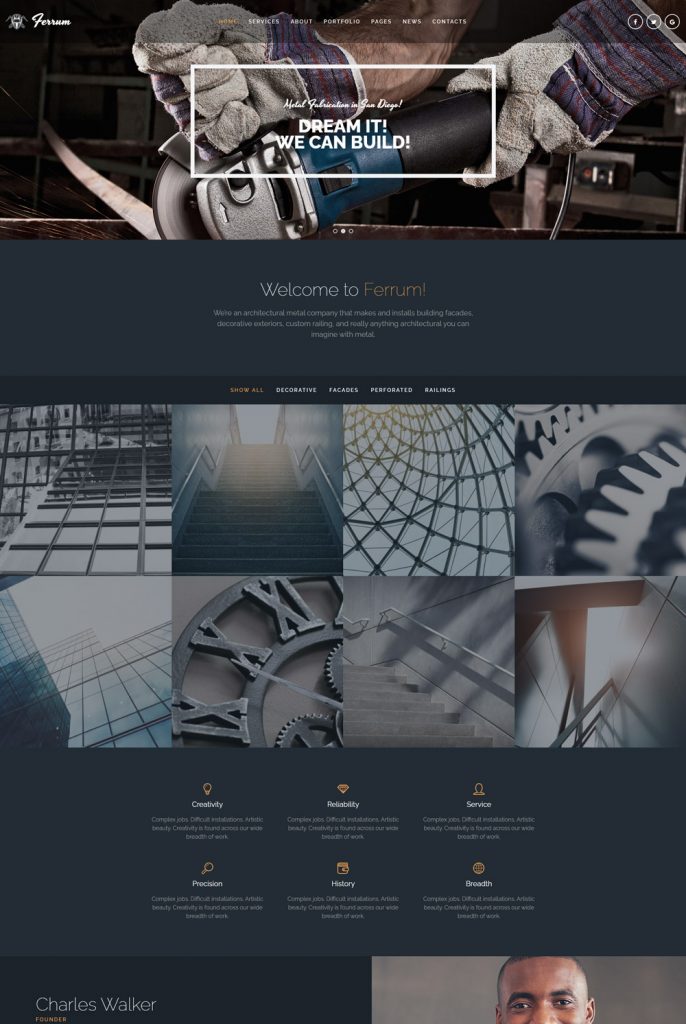 Ferrum
HOME SERVICES ABOUT PORTFOLIO PAGES NEWS CONTACTS
Metal Fabrication in San Diego!
DREAM IT!
WE CAN BUILD!
Welcome to Ferrum!
We're an architectural metal company that makes and installs building facades,
decorative exteriors, custom railing, and really anything architectural you can
imagine with metal.
SHOW ALL DECORATIVE FACADES PERFORATED RAILINGS
Creativity
Complex jobs. Difficult installations. Artistic
beauty. Creativity is found across our wide
breadth of work.
Reliability
Complex jobs. Difficult installations. Artistic
beauty. Creativity is found across our wide
breadth of work.
Service
Complex jobs. Difficult installations. Artistic
beauty. Creativity is found across our wide
breadth of work.
Precision
Complex jobs. Difficult installations. Artistic
beauty. Creativity is found across our wide
breadth of work.
History
Complex jobs. Difficult installations. Artistic
beauty. Creativity is found across our wide
breadth of work.
Breadth
Complex jobs. Difficult installations. Artistic
beauty. Creativity is found across our wide
breadth of work.
Charles Walker
FOUNDER